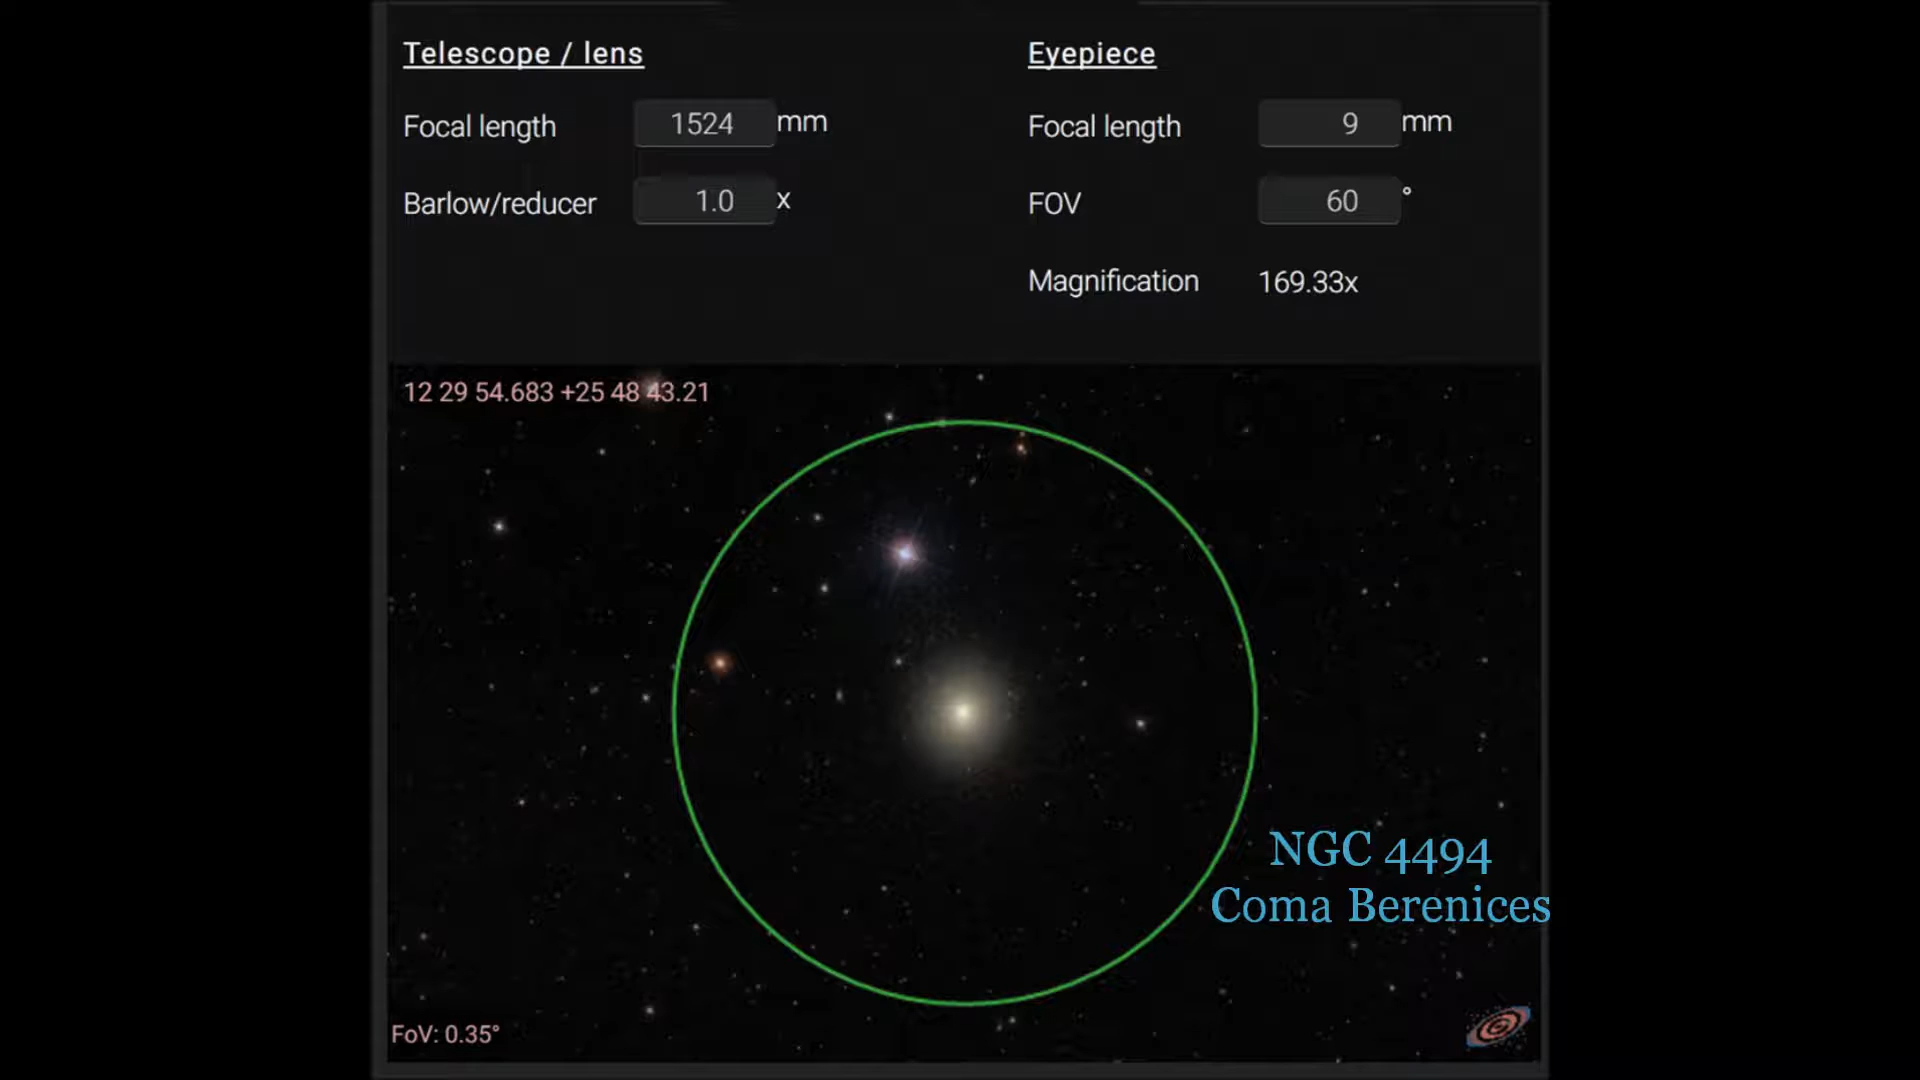 Telescope / lens
Focal length 1524 mm
Barlow/reducer 1.0 x
Eyepiece
Focal length 9 mm
FOV 60 °
Magnification 169.33x
12 29 54.683 +25 48 43.21
NGC 4494
Coma Berenices
FoV: 0.35°